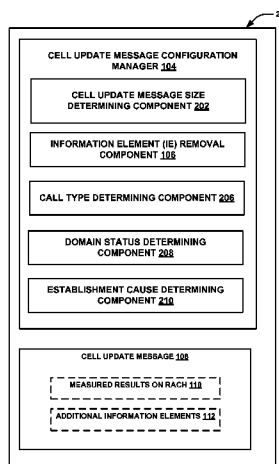 2
CELL UPDATE MESSAGE CONFIGURATION
MANAGER 104
CELL UPDATE MESSAGE SIZE
DETERMINING COMPONENT 202
INFORMATION ELEMENT (IE) REMOVAL
COMPONENT 106
CALL TYPE DETERMINING COMPONENT 206
DOMAIN STATUS DETERMINING
COMPONENT 208
ESTABLISHMENT CAUSE DETERMINING
COMPONENT 210
CELL UPDATE MESSAGE 108
MEASURED RESULTS ON RACH 110
ADDITIONAL INFORMATION ELEMENTS 112